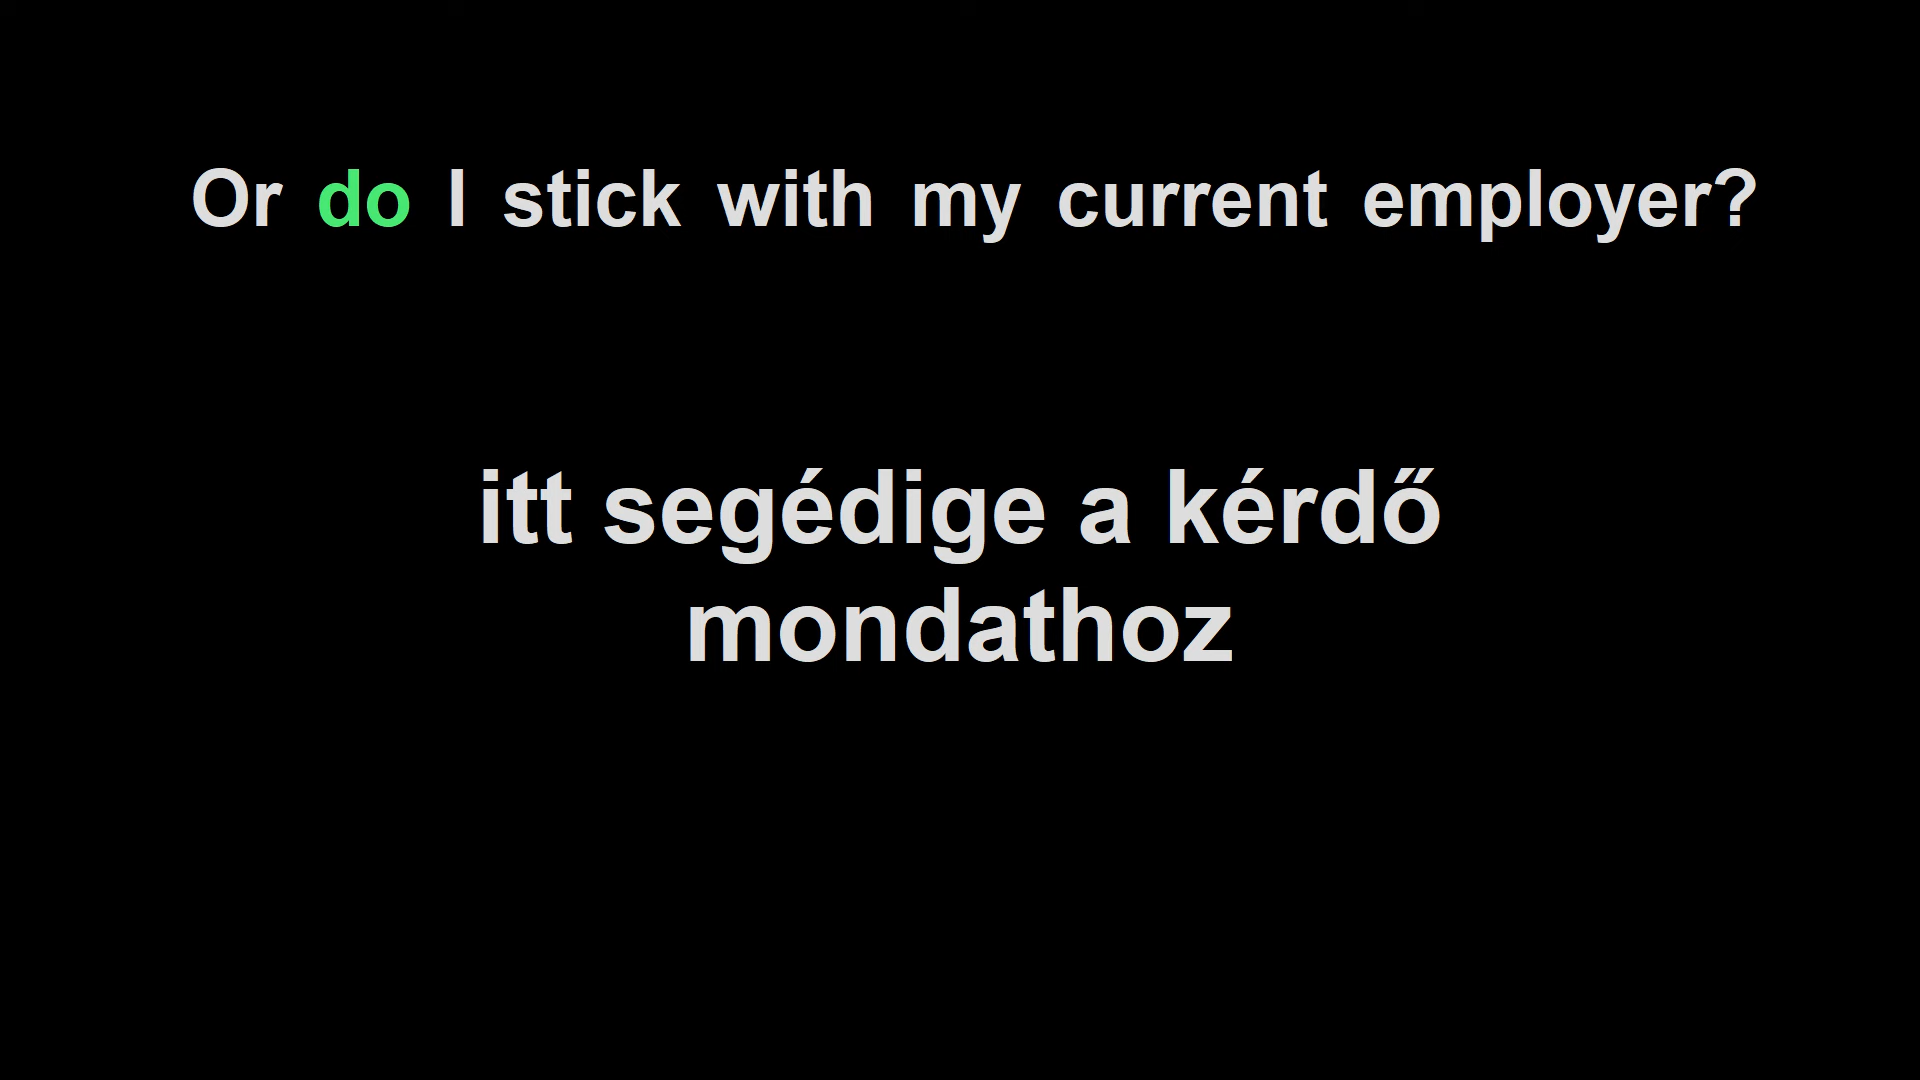 Or do I stick with my current employer?
itt segédige a kérdő
mondathoz